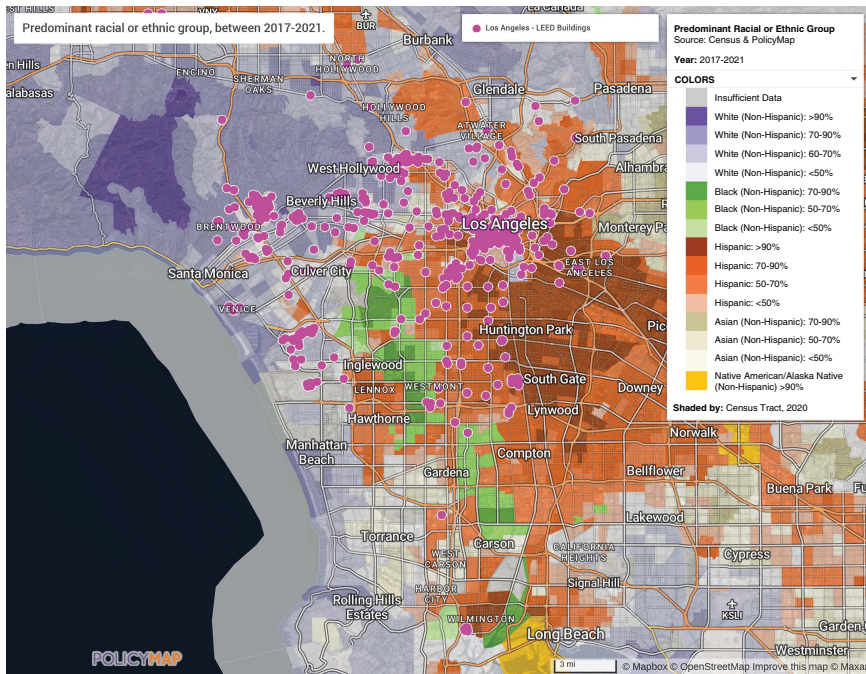 Predominant racial or ethnic group, between 2017-2021.
Los Angeles - LEED Buildings
Predominant Racial or Ethnic Group
Source: Census & PolicyMap
Year: 2017-2021
COLORS
Insufficient Data
White (Non-Hispanic): >90%
White (Non-Hispanic): 70-90%
White (Non-Hispanic): 60-70%
White (Non-Hispanic): <50%
Black (Non-Hispanic): 70-90%
Black (Non-Hispanic): 50-70%
Black (Non-Hispanic): <50%
Hispanic: >90%
Hispanic: 70-90%
Hispanic: 50-70%
Hispanic: <50%
Asian (Non-Hispanic): 70-90%
Asian (Non-Hispanic): 50-70%
Asian (Non-Hispanic): <50%
Native American/Alaska Native
(Non-Hispanic) >90%
Shaded by: Census Tract, 2020
VNY
BUR
La Canada
Burbank
en Hills
NORTH
HOLLYWOOD
ENCINO
SHERMAN
OAKS
alabasas
Glendale
Pasadena
HOLLYWOOD
HILLS
ATWATER
VILLAGE
South Pasadena
West Hollywood
Alhambra
Beverly Hills
BRENTWOOD
Los Angeles
Monterey Pa
Santa Monica
Culver City
EAST LOS
ANGELES
VENICE
Huntington Park
Pico
Inglewood
LENNOX
WESTMONT
South Gate
Downey
Hawthorne
Lynwood
Norwalk
Manhattan
Beach
Compton
Gardena
Bellflower
Buena Park
Fu
Lakewood
Torrance
Carson
WEST
CARSON
CALIFORNIA
HEIGHTS
Cypress
Signal Hill
HARBOR
CITY
Rolling Hills
Estates
KSLI
WILMINGTON
Garden
Long Beach
Westminster
POLICYMAP
3 mi
© Mapbox © OpenStreetMap Improve this map © Maxar